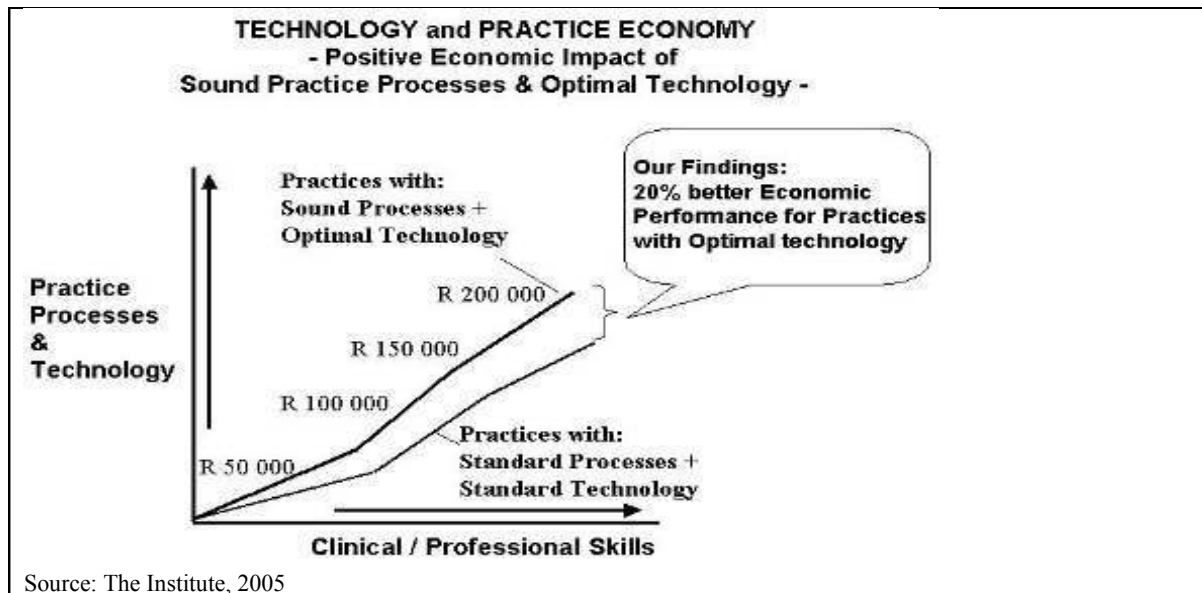 TECHNOLOGY and PRACTICE ECONOMY
- Positive Economic Impact of
Sound Practice Processes & Optimal Technology -
Our Findings:
20% better Economic
Performance for Practices
with Optimal technology
Practices with:
Sound Processes +
Optimal Technology
Practice
Processes
&
Technology
R 200 000
R 150 000
R 100 000
R 50 000
Practices with:
Standard Processes +
Standard Technology
Clinical / Professional Skills
Source: The Institute, 2005